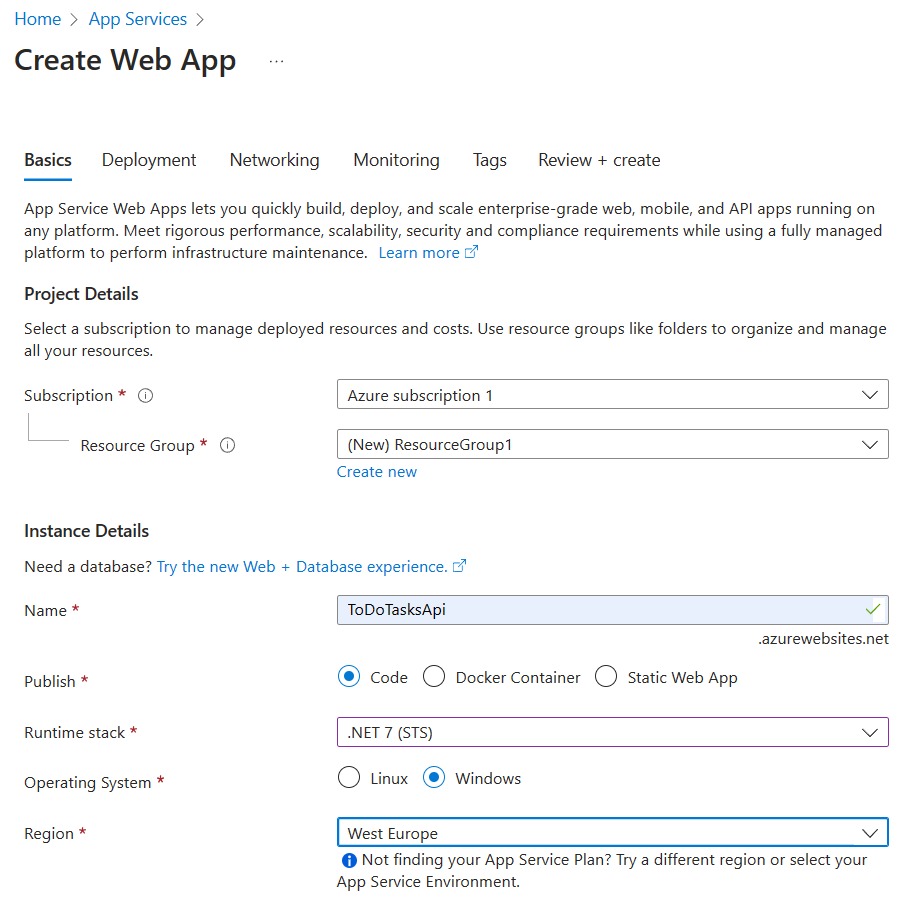 Home > App Services >
Create Web App ...
Basics Deployment Networking Monitoring Tags Review + create
App Service Web Apps lets you quickly build, deploy, and scale enterprise-grade web, mobile, and API apps running on
any platform. Meet rigorous performance, scalability, security and compliance requirements while using a fully managed
platform to perform infrastructure maintenance. Learn more
Project Details
Select a subscription to manage deployed resources and costs. Use resource groups like folders to organize and manage
all your resources.
Subscription * Azure subscription 1
Resource Group * (New) ResourceGroup1
Create new
Instance Details
Need a database? Try the new Web + Database experience.
Name * ToDoTasksApi
.azurewebsites.net
Publish * Code Docker Container Static Web App
Runtime stack * .NET 7 (STS)
Operating System * Linux Windows
Region * West Europe
Not finding your App Service Plan? Try a different region or select your
App Service Environment.